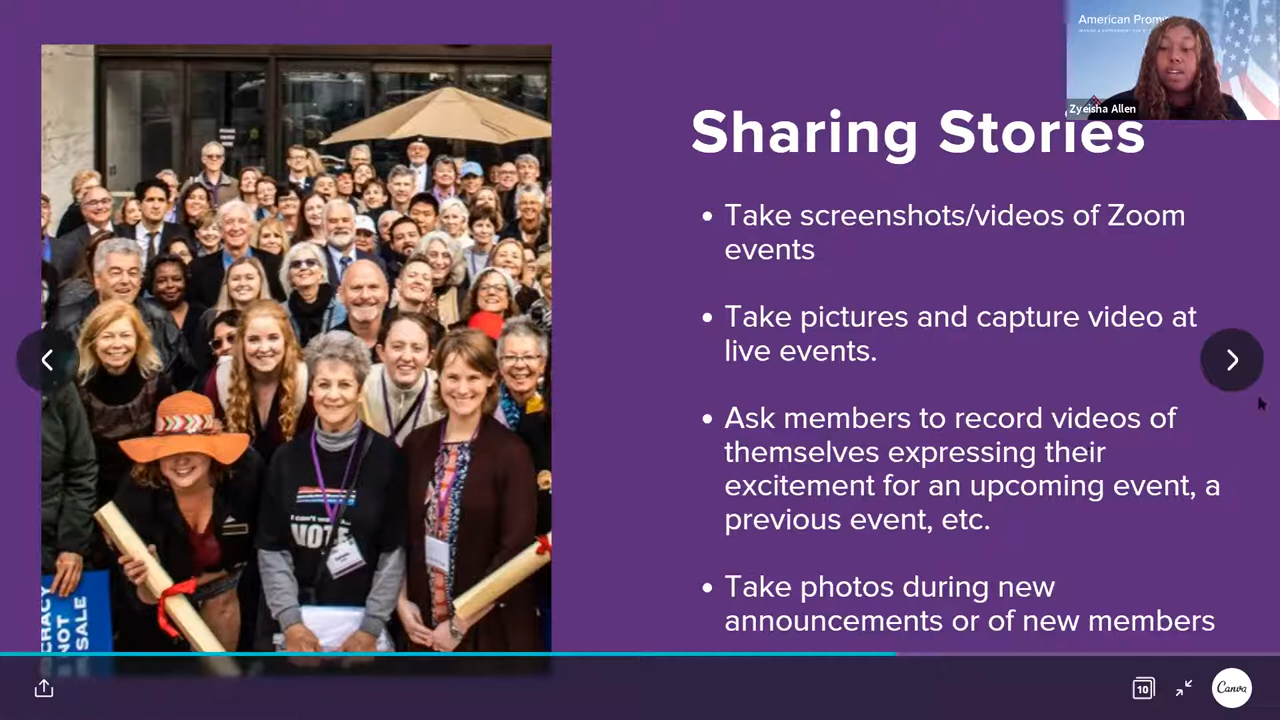 American Prom
Zyeisha Allen
Sharing Stories
• Take screenshots/videos of Zoom
events
• Take pictures and capture video at
live events.
• Ask members to record videos of
themselves expressing their
excitement for an upcoming event, a
previous event, etc.
• Take photos during new
announcements or of new members
VOTE
NOT
SALE
10
Canva